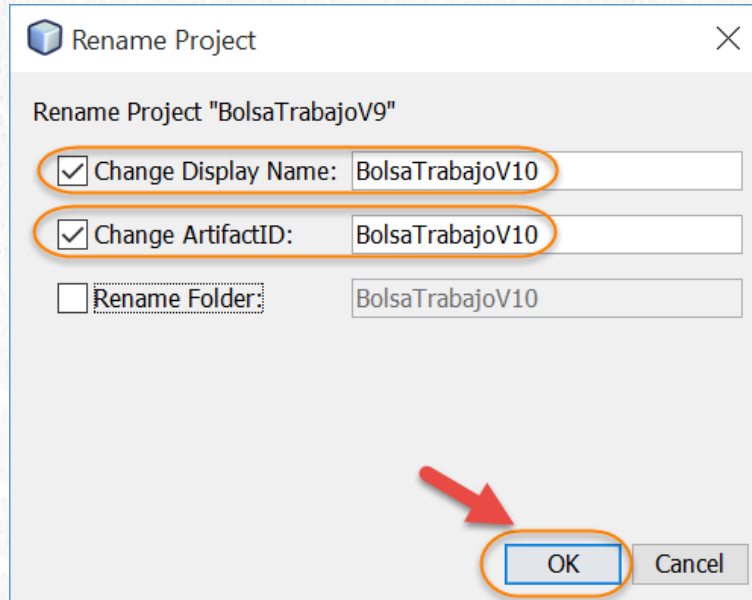 Rename Project
Rename Project "BolsaTrabajoV9"
Change Display Name: BolsaTrabajoV10
Change ArtifactID: BolsaTrabajoV10
Rename Folder: BolsaTrabajoV10
OK Cancel